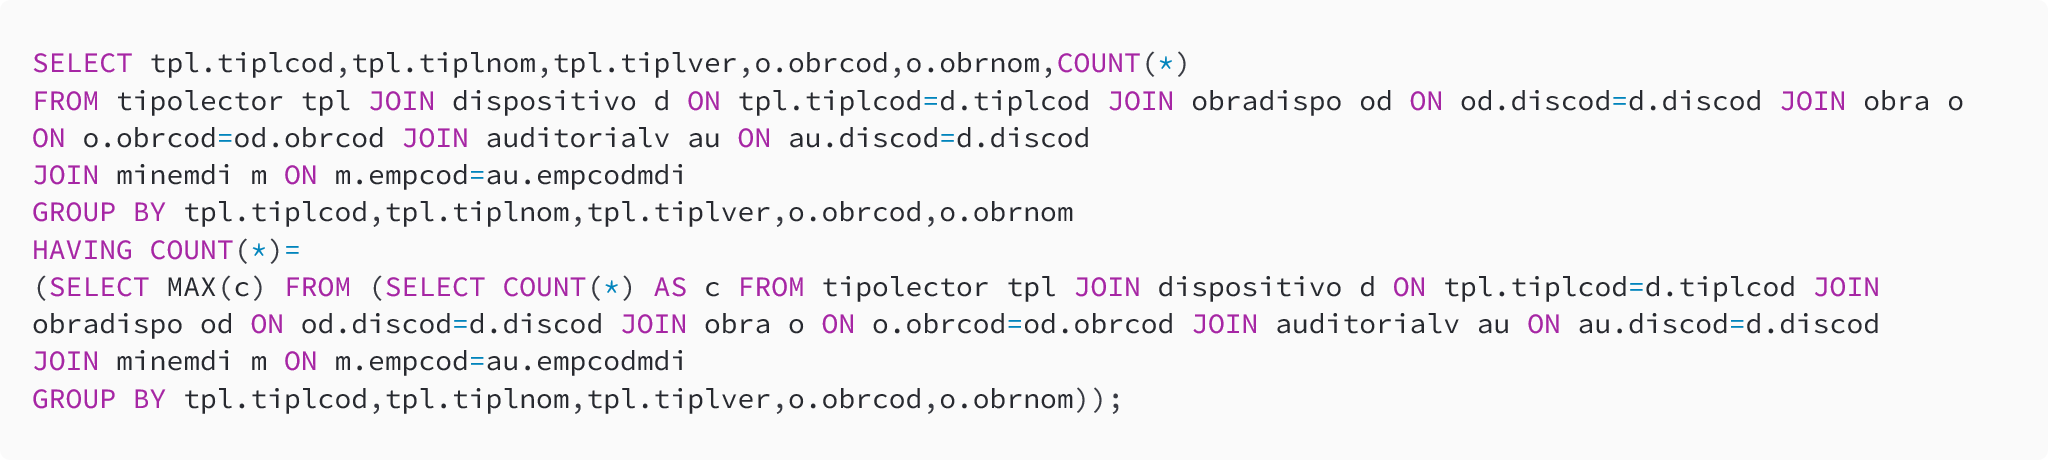 SELECT tpl.tiplcod,tpl.tiplnom,tpl.tiplver,o.obrcod,o.obrnom,COUNT(*)
FROM tipolector tpl JOIN dispositivo d ON tpl.tiplcod=d.tiplcod JOIN obradispo od ON od.discod=d.discod JOIN obra o
ON o.obrcod=od.obrcod JOIN auditorialv au ON au.discod=d.discod
JOIN minemdi m ON m.empcod=au.empcodmdi
GROUP BY tpl.tiplcod,tpl.tiplnom,tpl.tiplver,o.obrcod,o.obrnom
HAVING COUNT(*)=
(SELECT MAX(c) FROM (SELECT COUNT(*) AS c FROM tipolector tpl JOIN dispositivo d ON tpl.tiplcod=d.tiplcod JOIN
obradispo od ON od.discod=d.discod JOIN obra o ON o.obrcod=od.obrcod JOIN auditorialv au ON au.discod=d.discod
JOIN minemdi m ON m.empcod=au.empcodmdi
GROUP BY tpl.tiplcod,tpl.tiplnom,tpl.tiplver,o.obrcod,o.obrnom));